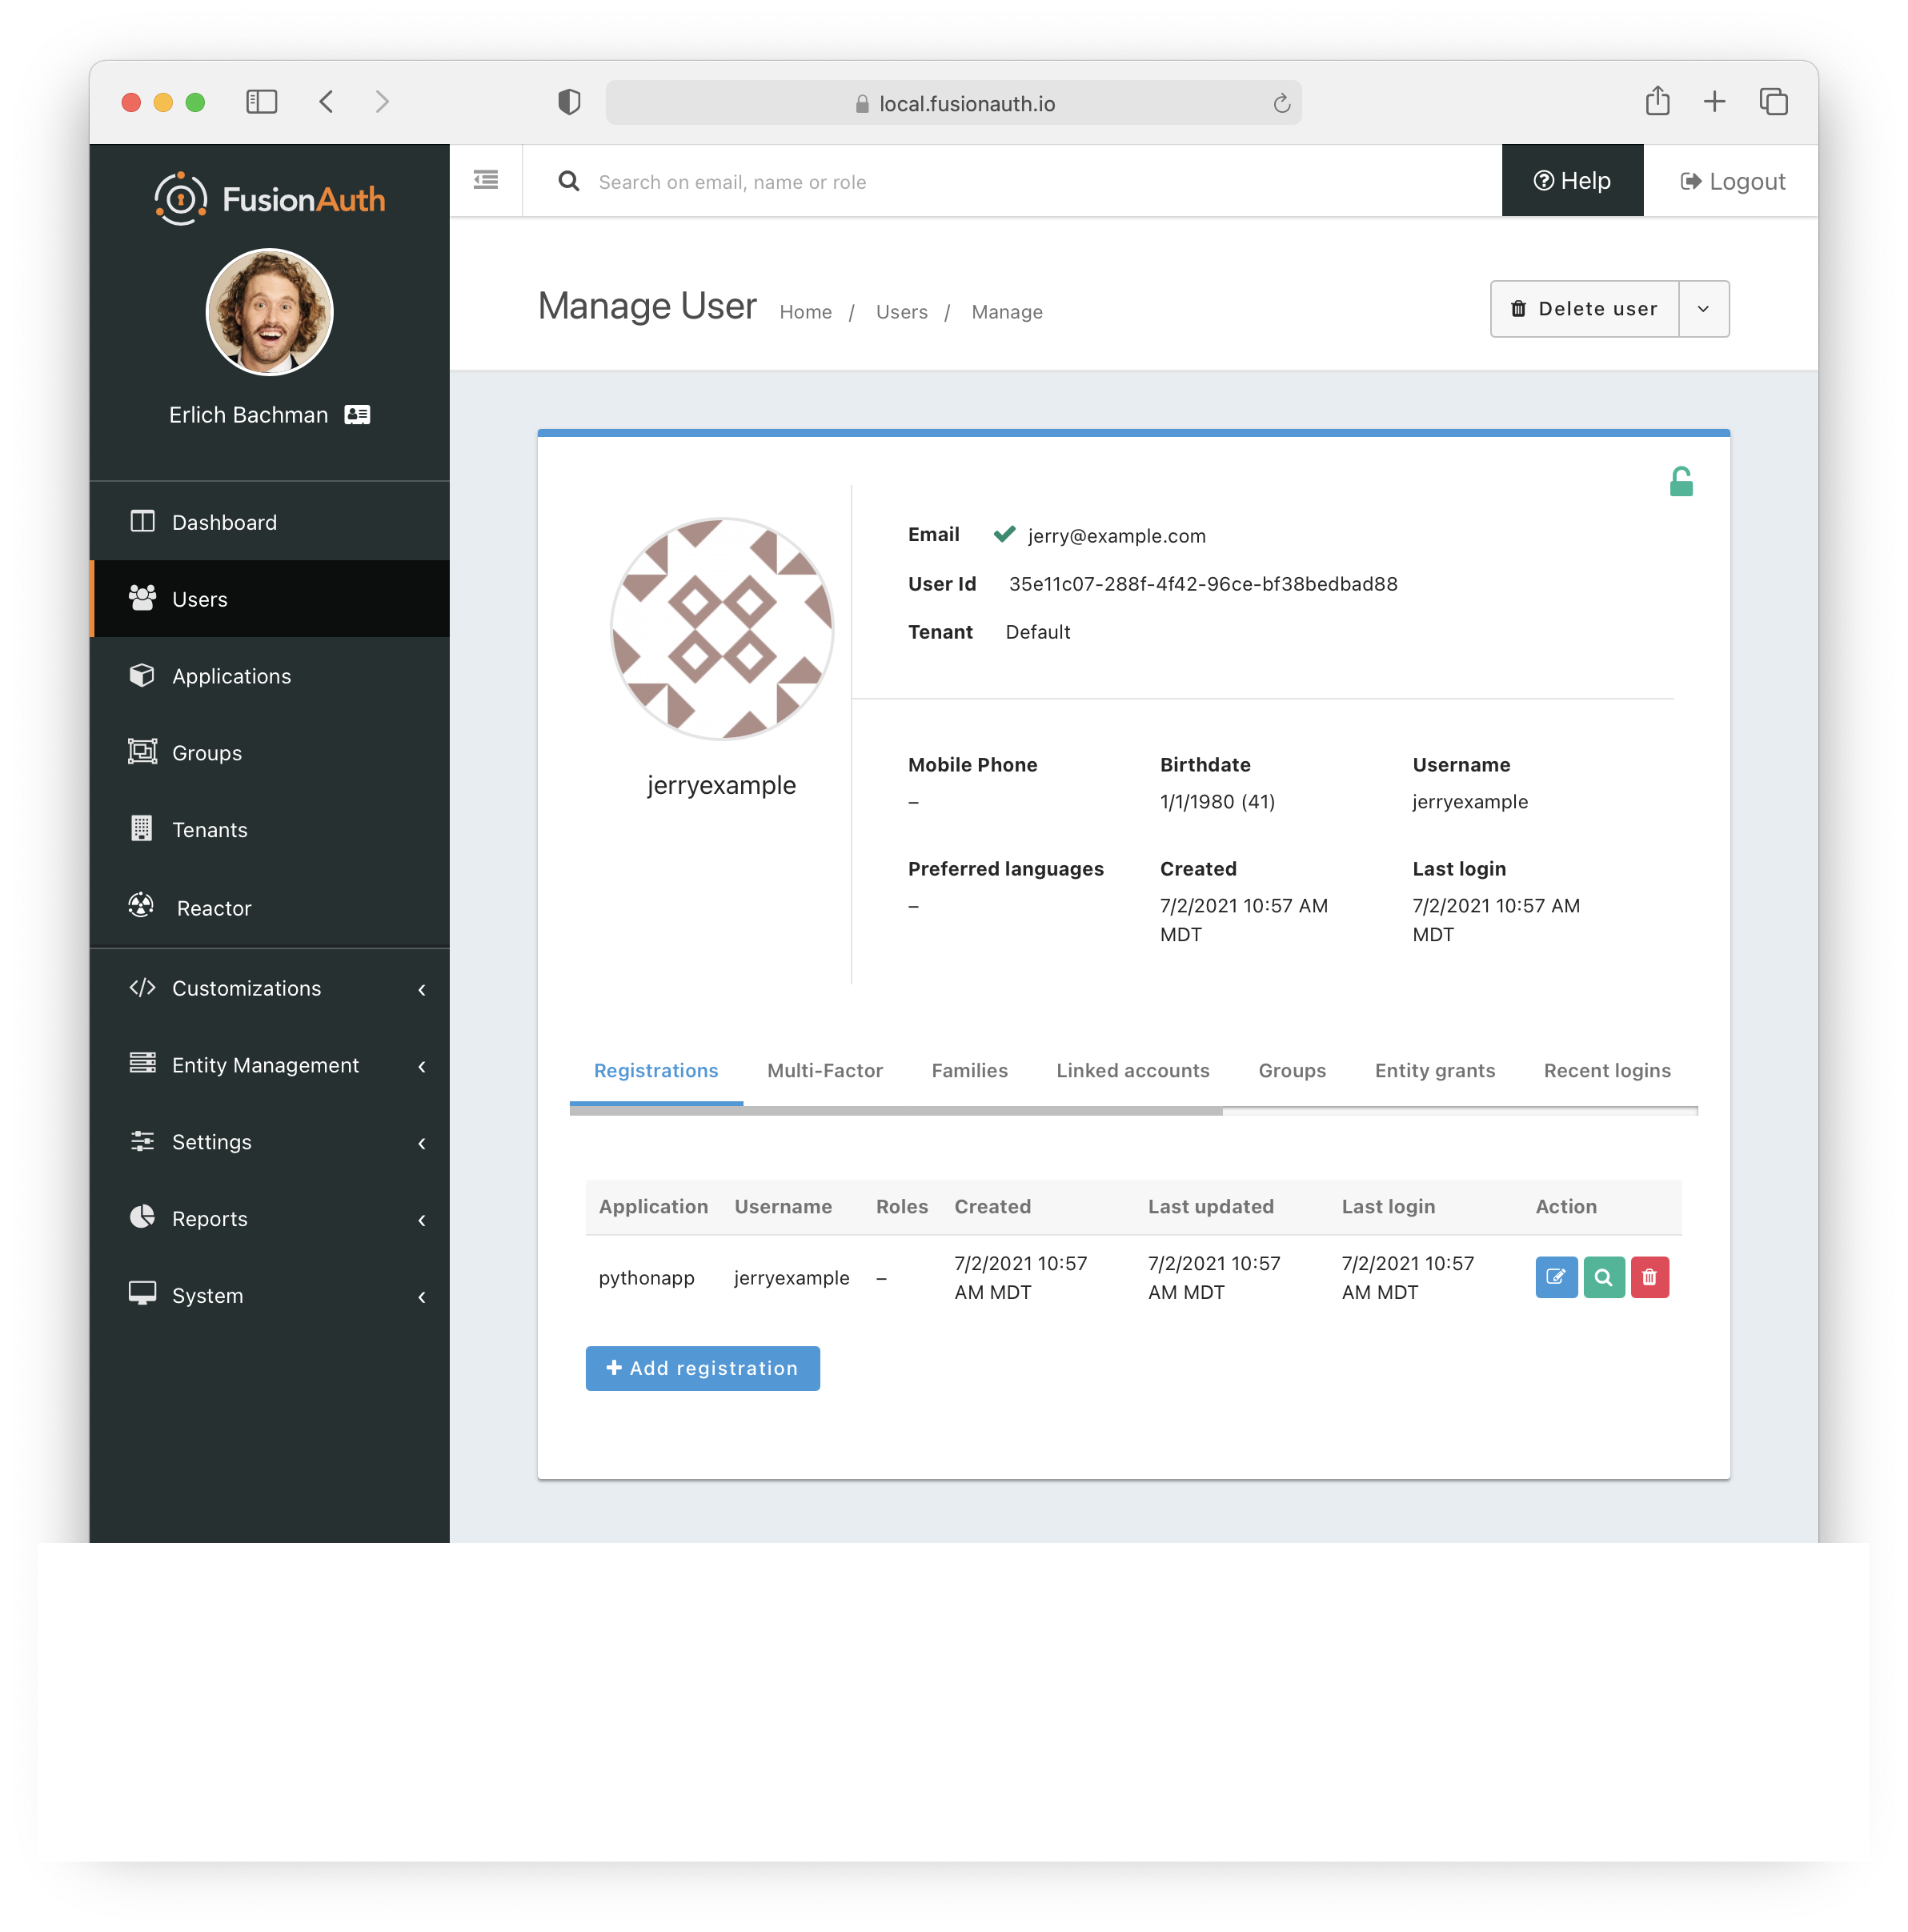 local.fusionauth.io
FusionAuth
Search on email, name or role
Help
Logout
Erlich Bachman
Dashboard
Users
Applications
Groups
Tenants
Reactor
Customizations
Entity Management
Settings
Reports
System
Manage User
Home / Users / Manage
Delete user
jerryexample
Email jerry@example.com
User Id 35e11c07-288f-4f42-96ce-bf38bedbad88
Tenant Default
Mobile Phone Birthdate Username
– 1/1/1980 (41) jerryexample
Preferred languages Created Last login
– 7/2/2021 10:57 AM 7/2/2021 10:57 AM
MDT MDT
Registrations Multi-Factor Families Linked accounts Groups Entity grants Recent logins
Application Username Roles Created Last updated Last login Action
7/2/2021 10:57 7/2/2021 10:57 7/2/2021 10:57
pythonapp jerryexample –
AM MDT AM MDT AM MDT
Add registration